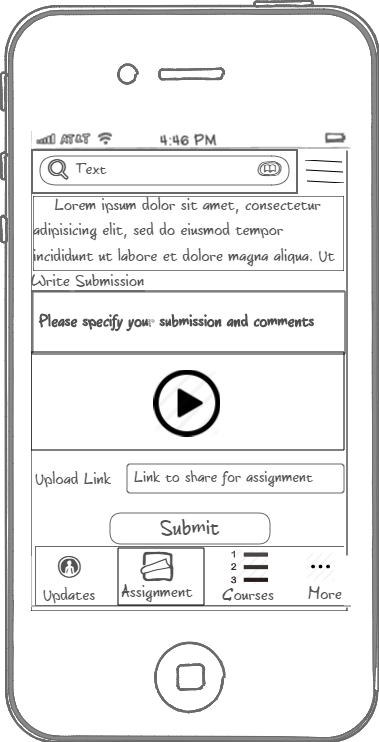 AT&T 4:46 PM
Text
Lorem ipsum dolor sit amet, consectetur
adipisicing elit, sed do eiusmod tempor
incididunt ut labore et dolore magna aliqua. Ut
Write Submission
Please specify your submission and comments
Upload Link Link to share for assignment
Submit
1
2
3
Updates Assignment Courses More